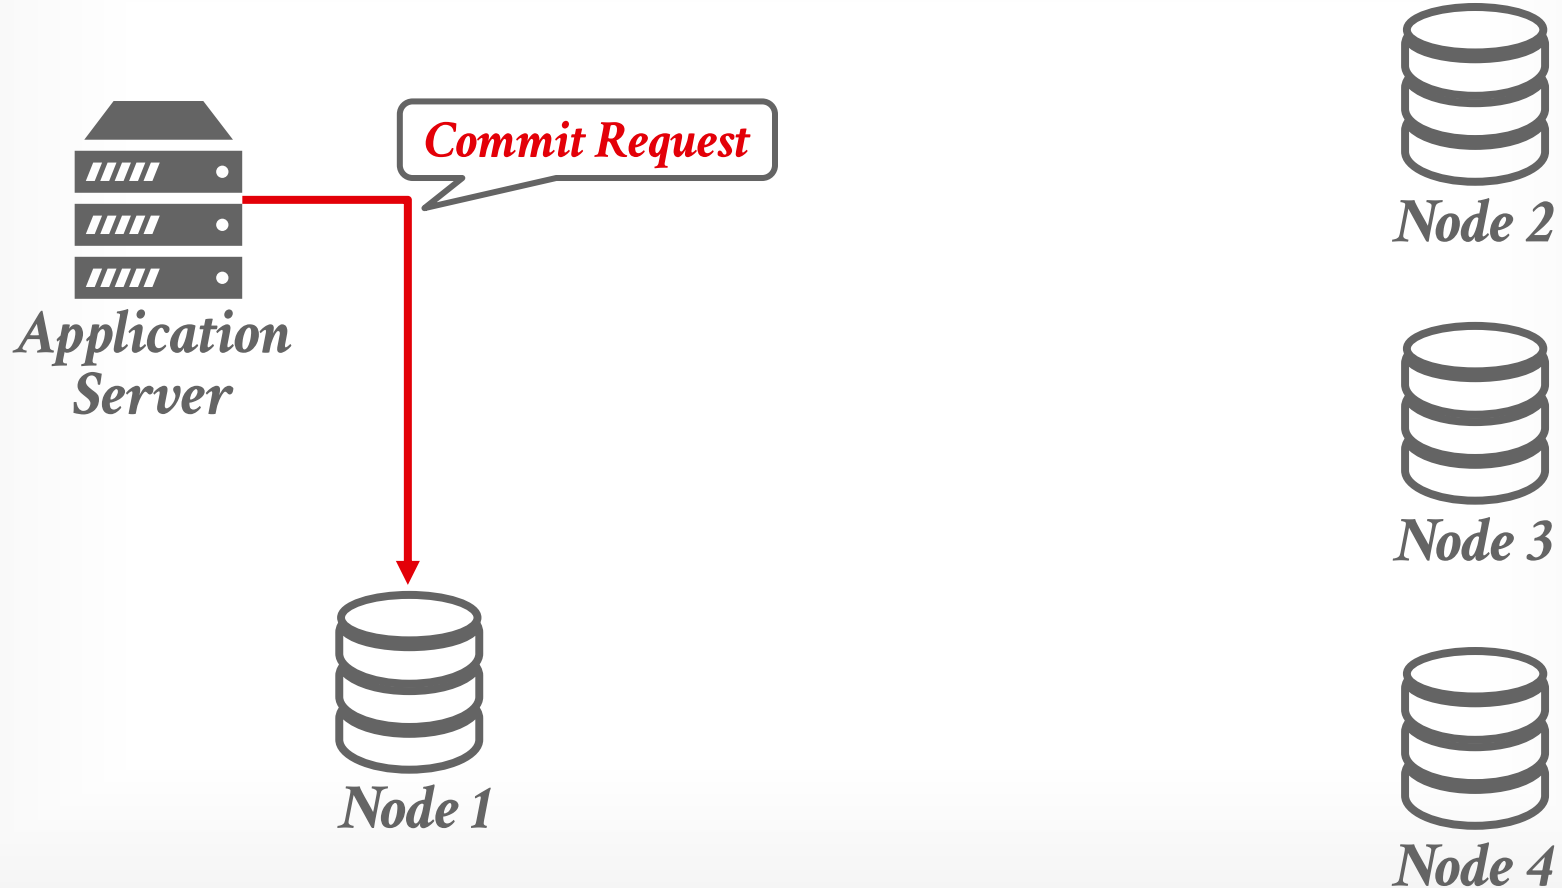 Commit Request
Application
Server
Node 1
Node 2
Node 3
Node 4